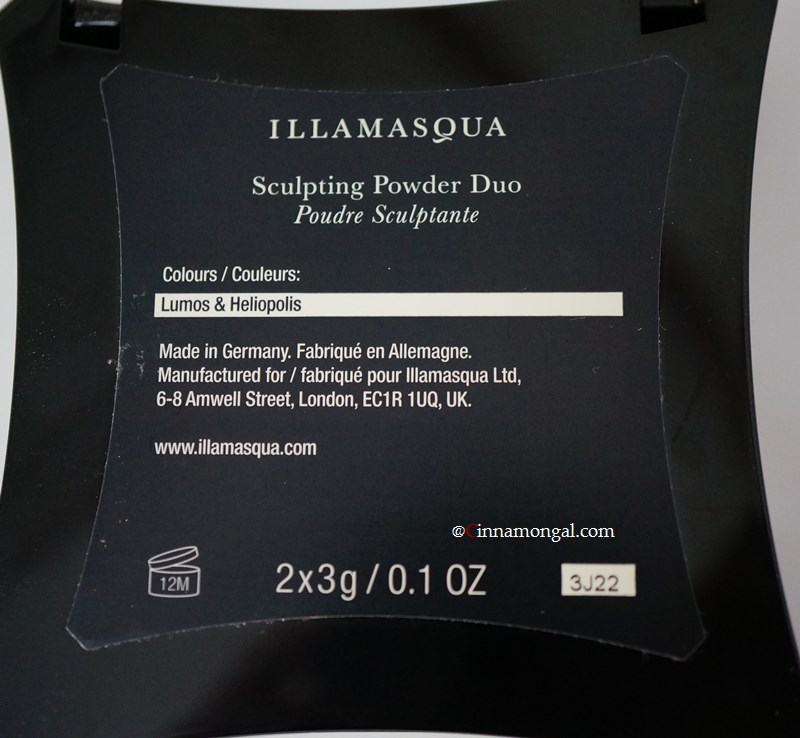 ILLAMASQUA
Sculpting Powder Duo
Poudre Sculptante
Colours / Couleurs:
Lumos & Heliopolis
Made in Germany. Fabriqué en Allemagne.
Manufactured for / fabriqué pour Illamasqua Ltd,
6-8 Amwell Street, London, EC1R 1UQ, UK.
www.illamasqua.com
@Cinnamongal.com
12M
2x3g / 0.1 OZ
3J22